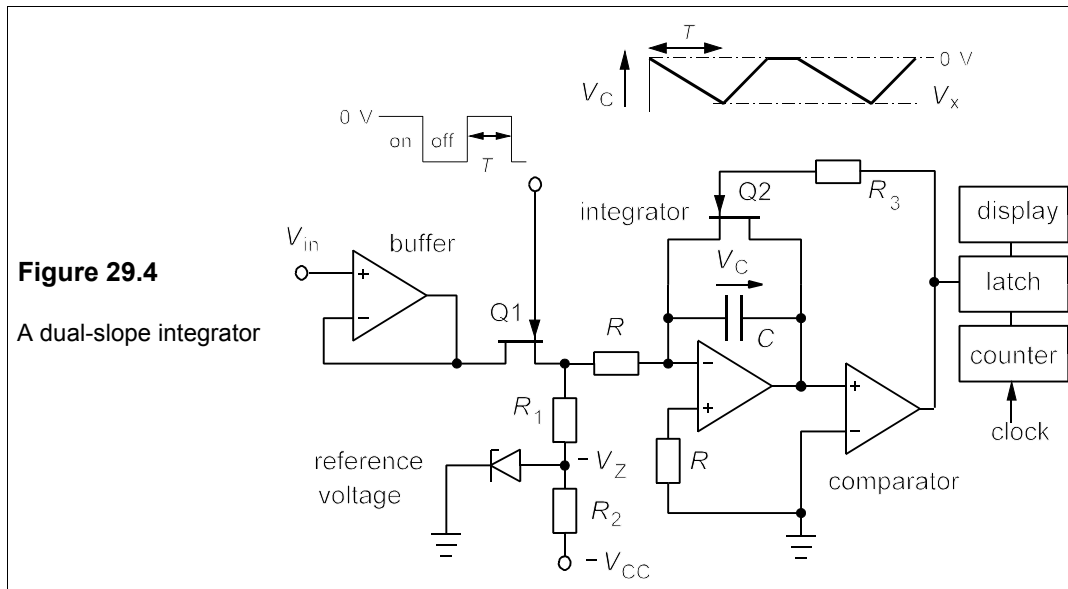 Figure 29.4
A dual-slope integrator
T
0 V
V_C
V_x
0 V
on
off
T
Q1
V_in
buffer
+
−
R
R_1
reference voltage
−V_Z
R_2
−V_CC
integrator
Q2
R_3
V_C
C
−
+
R
+
−
comparator
display
latch
counter
clock